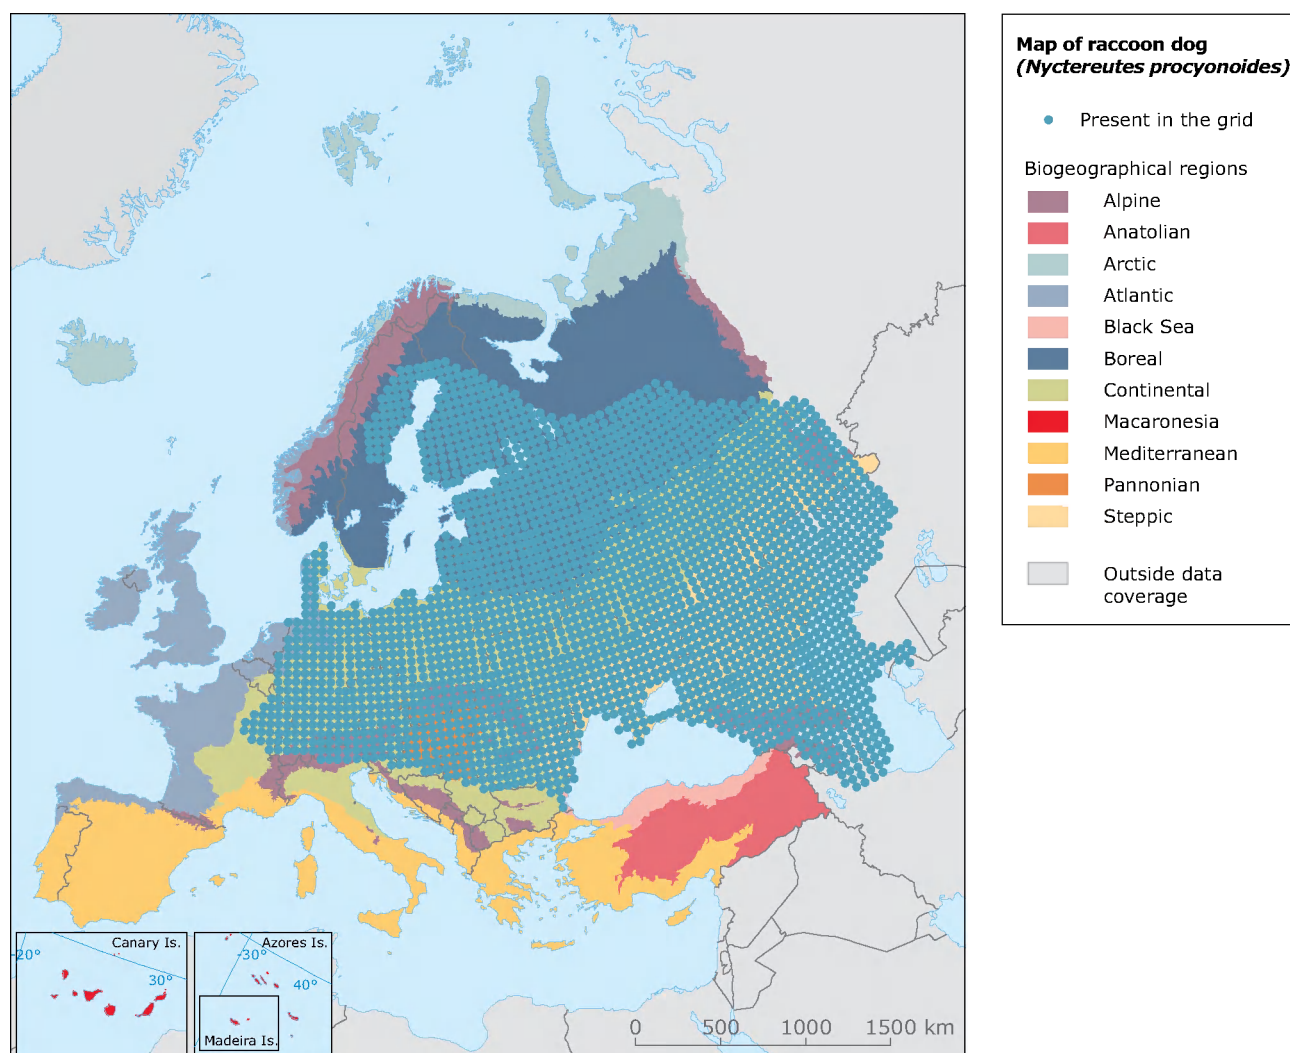 Map of raccoon dog
(Nyctereutes procyonoides)
Present in the grid
Biogeographical regions
Alpine
Anatolian
Arctic
Atlantic
Black Sea
Boreal
Continental
Macaronesia
Mediterranean
Pannonian
Steppic
Outside data
coverage
Canary Is.
20°
30°
Azores Is.
-30°
40°
Madeira Is.
0 500 1000 1500 km